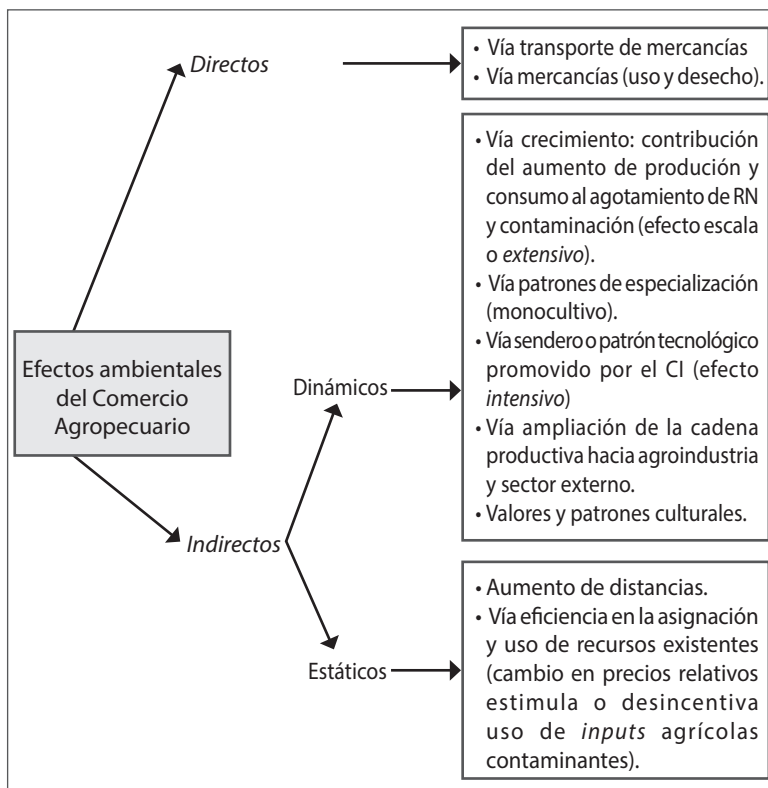 Directos
• Vía transporte de mercancías
• Vía mercancías (uso y desecho).
Efectos ambientales
del Comercio
Agropecuario
Indirectos
Dinámicos
• Vía crecimiento: contribución
del aumento de produción y
consumo al agotamiento de RN
y contaminación (efecto escala
o extensivo).
• Vía patrones de especialización
(monocultivo).
• Vía sendero o patrón tecnológico
promovido por el CI (efecto
intensivo)
• Vía ampliación de la cadena
productiva hacia agroindustria
y sector externo.
• Valores y patrones culturales.
Estáticos
• Aumento de distancias.
• Vía eficiencia en la asignación
y uso de recursos existentes
(cambio en precios relativos
estimula o desincentiva
uso de inputs agrícolas
contaminantes).